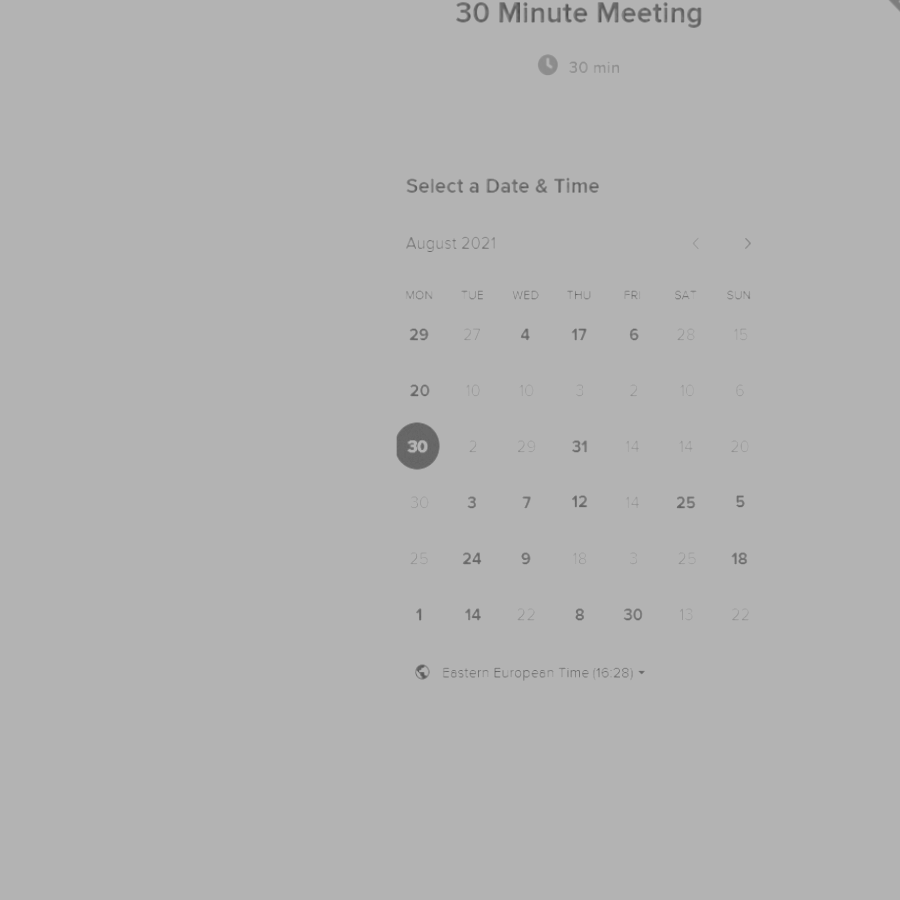 30 Minute Meeting
30 min
Select a Date & Time
August 2021
MON TUE WED THU FRI SAT SUN
29 27 4 17 6 28 15
20 10 10 3 2 10 6
30 2 29 31 14 14 20
30 3 7 12 14 25 5
25 24 9 18 3 25 18
1 14 22 8 30 13 22
Eastern European Time (16:28)